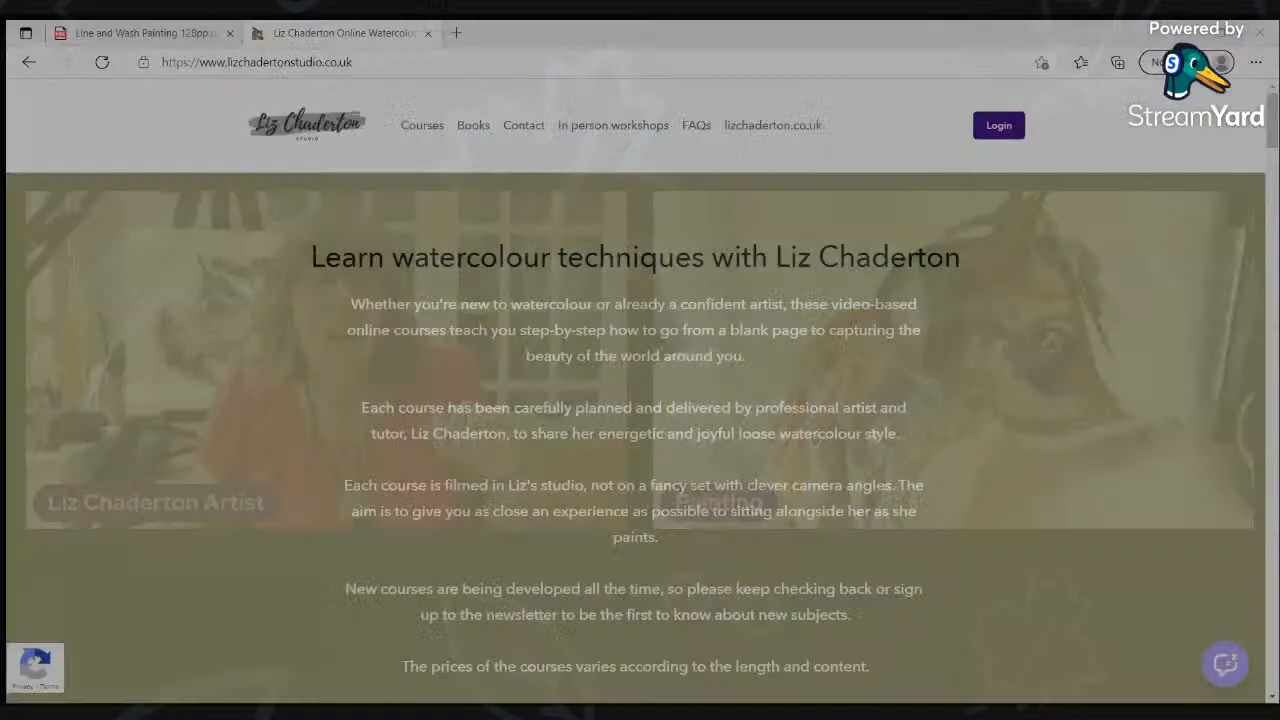 Powered by
StreamYard
Line and Wash Painting 128pp.
Liz Chaderton Online Watercolo
https://www.lizchadertonstudio.co.uk
Liz Chaderton
STUDIO
Courses Books Contact In person workshops FAQs lizchaderton.co.uk
Login
Learn watercolour techniques with Liz Chaderton
Whether you're new to watercolour or already a confident artist, these video-based
online courses teach you step-by-step how to go from a blank page to capturing the
beauty of the world around you.
Each course has been carefully planned and delivered by professional artist and
tutor, Liz Chaderton, to share her energetic and joyful loose watercolour style.
Each course is filmed in Liz's studio, not on a fancy set with clever camera angles. The
aim is to give you as close an experience as possible to sitting alongside her as she
paints.
Liz Chaderton Artist
Painting
New courses are being developed all the time, so please keep checking back or sign
up to the newsletter to be the first to know about new subjects.
The prices of the courses varies according to the length and content.
Privacy - Terms